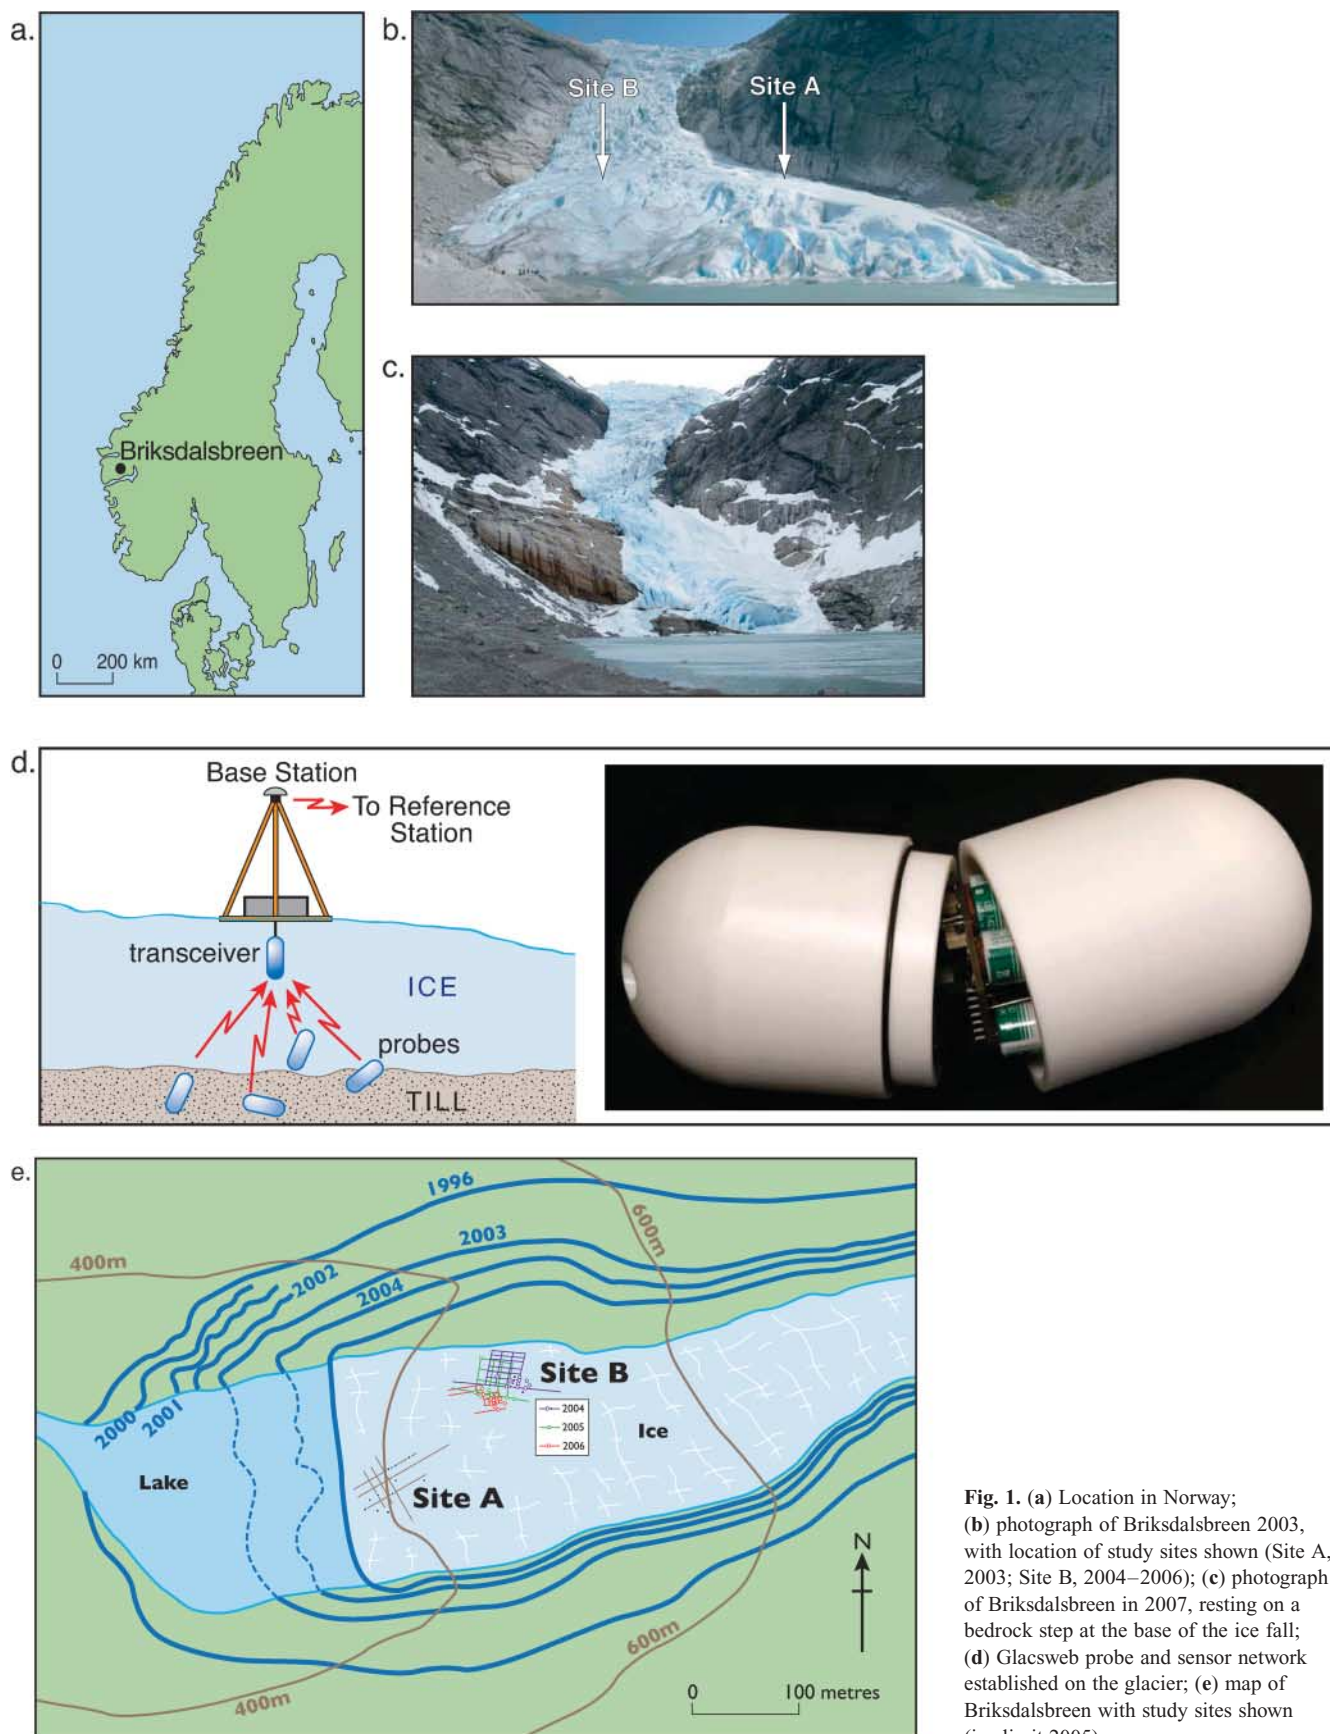 a.
Briksdalsbreen
0 200 km
b.
Site B
Site A
c.
d.
Base Station
To Reference
Station
transceiver
ICE
probes
TILL
e.
1996
600m
2003
400m
2002
2004
Site B
2004
2005
2006
Ice
2000
2001
Lake
Site A
N
600m
400m
0 100 metres
Fig. 1. (a) Location in Norway;
(b) photograph of Briksdalsbreen 2003,
with location of study sites shown (Site A,
2003; Site B, 2004–2006); (c) photograph
of Briksdalsbreen in 2007, resting on a
bedrock step at the base of the ice fall;
(d) Glacsweb probe and sensor network
established on the glacier; (e) map of
Briksdalsbreen with study sites shown